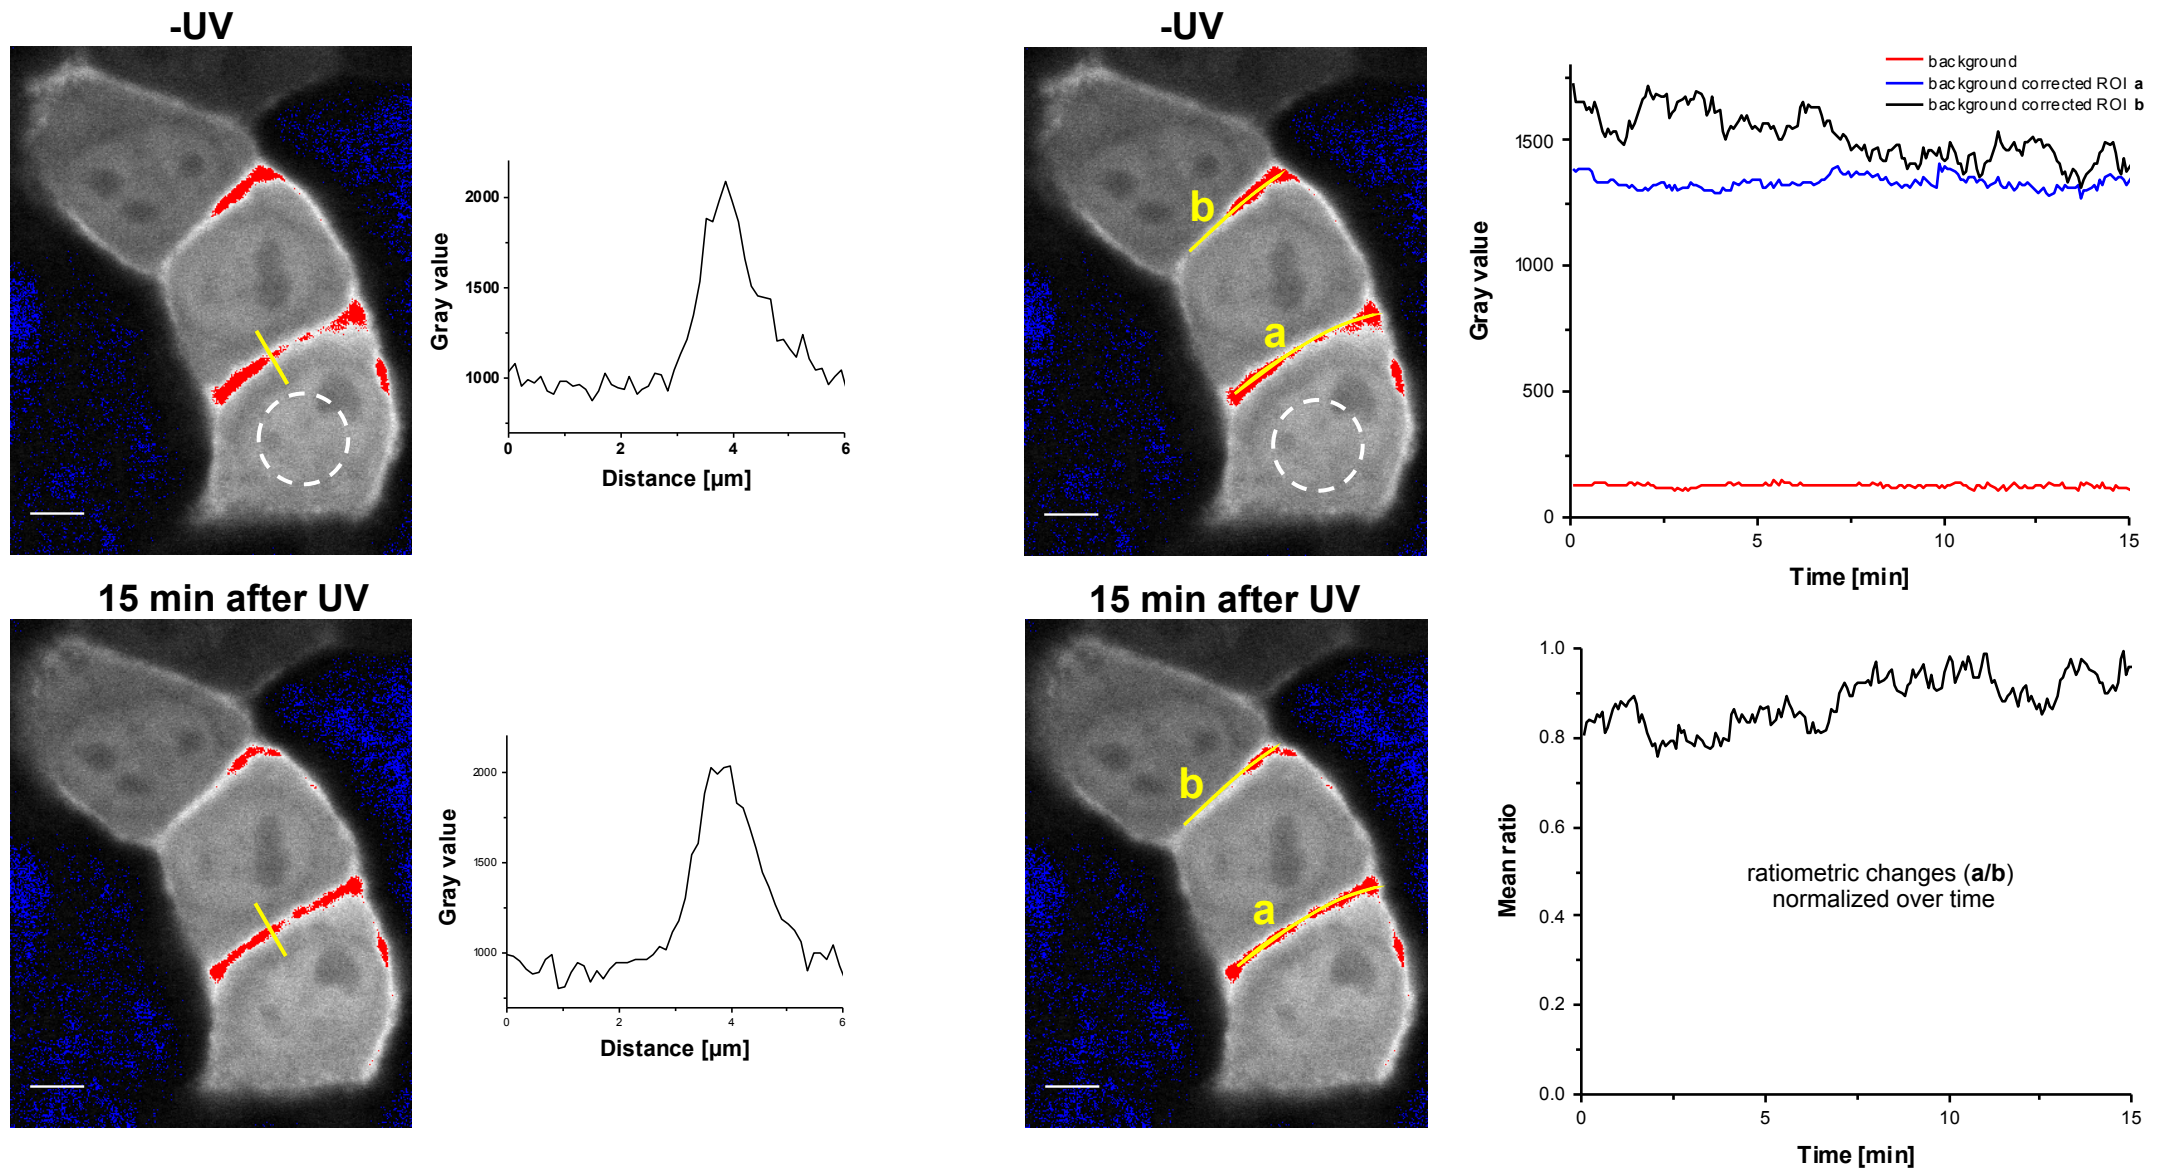 -UV
2000
1500
1000
Gray value
0 2 4 6
Distance [µm]
-UV
b
a
background
background corrected ROI a
background corrected ROI b
1500
1000
500
0
Gray value
0 5 10 15
Time [min]
15 min after UV
2000
1500
1000
Gray value
0 2 4 6
Distance [µm]
15 min after UV
b
a
1.0
0.8
0.6
0.4
0.2
0.0
Mean ratio
ratiometric changes (a/b)
normalized over time
0 5 10 15
Time [min]